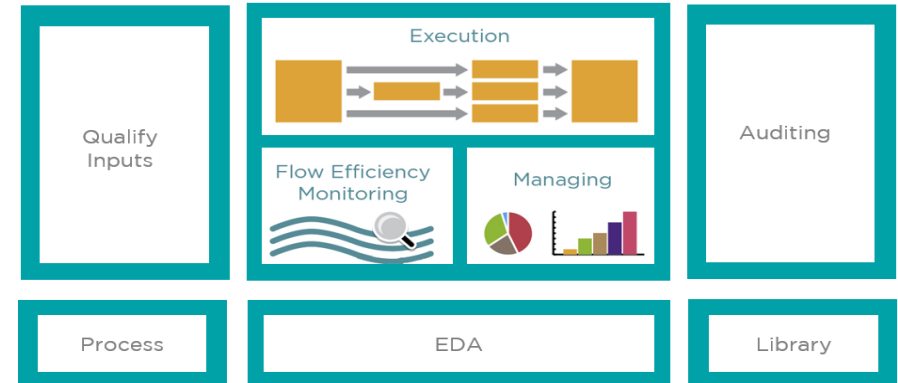 Execution
Qualify
Inputs
Auditing
Flow Efficiency
Monitoring
Managing
Process
EDA
Library